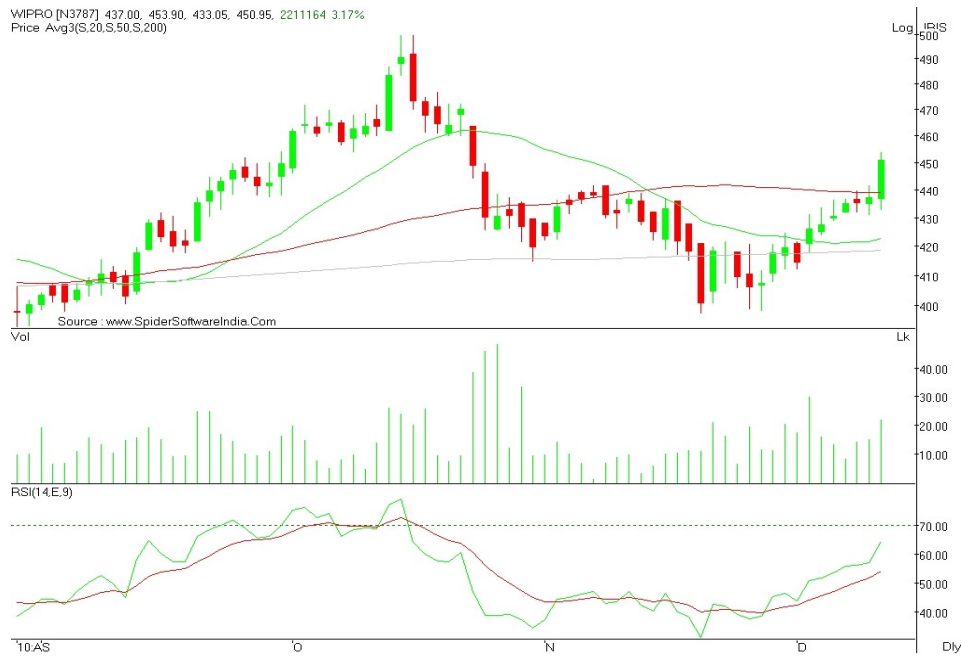 WIPRO [N3787] 437.00, 453.90, 433.05, 450.95, 2211164 3.17%
Price Avg3(S,20,S,50,S,200)
Log IRIS
500
490
480
470
460
450
440
430
420
410
400
Source : www.SpiderSoftwareIndia.Com
Vol Lk
40.00
30.00
20.00
10.00
RSI(14,E,9)
70.00
60.00
50.00
40.00
'10:AS O N D Dly